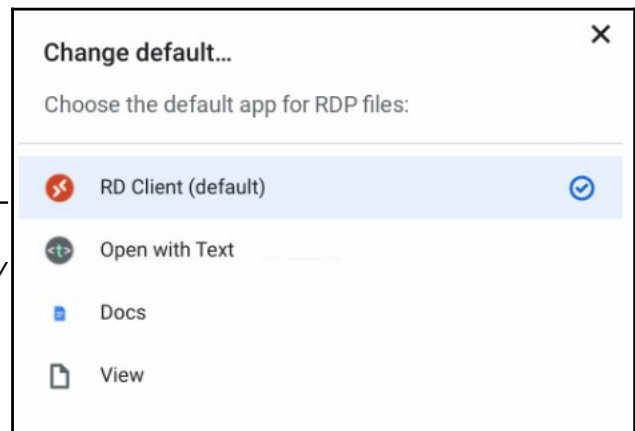 Change default...
Choose the default app for RDP files:
RD Client (default)
Open with Text
Docs
View